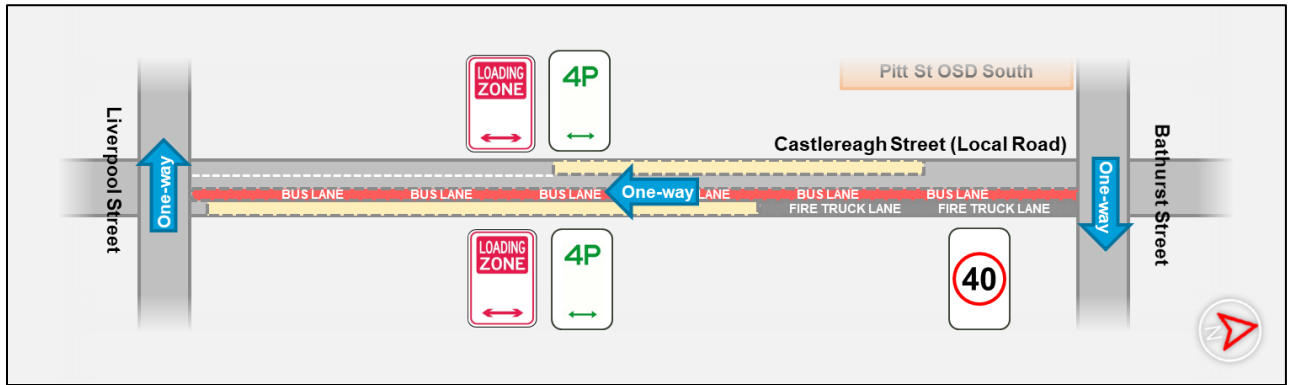 LOADING
ZONE
4P
Pitt St OSD South
Liverpool Street
One-way
Castlereagh Street (Local Road)
Bathurst Street
One-way
BUS LANE BUS LANE BUS LANE One-way LANE BUS LANE BUS LANE
FIRE TRUCK LANE FIRE TRUCK LANE
LOADING
ZONE
4P
40
N